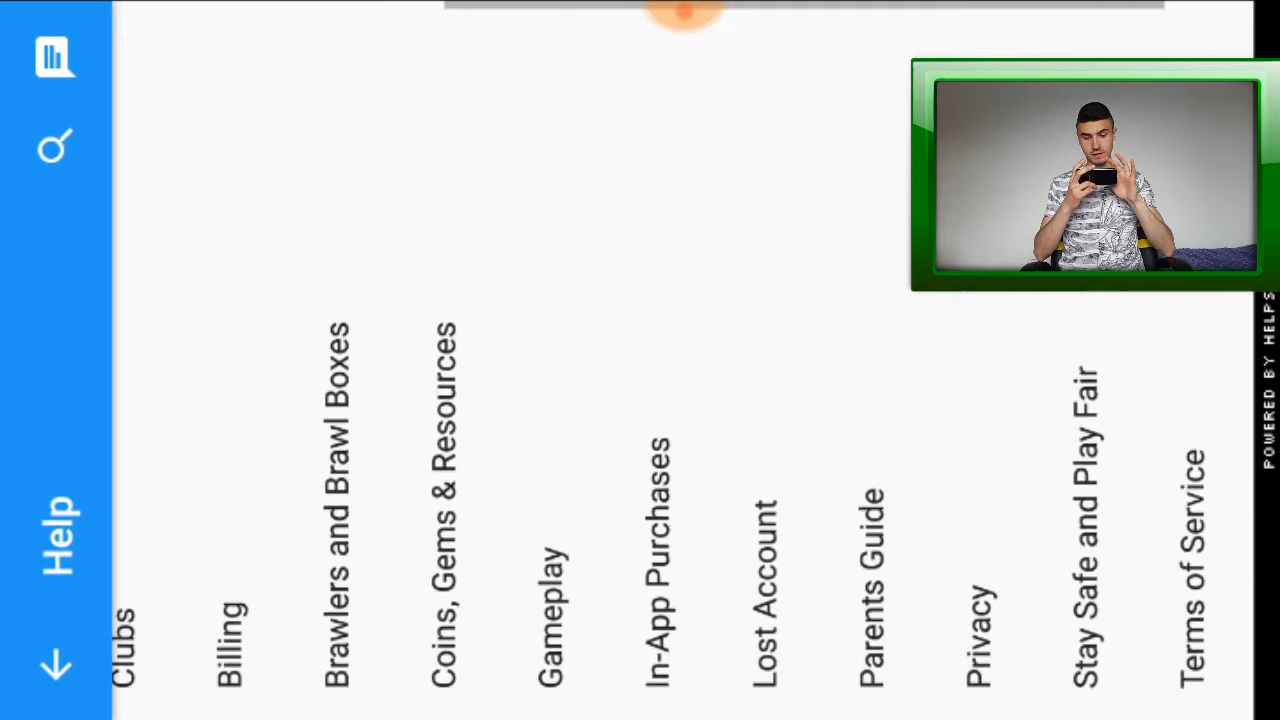 Help
Clubs
Billing
Brawlers and Brawl Boxes
Coins, Gems & Resources
Gameplay
In-App Purchases
Lost Account
Parents Guide
Privacy
Stay Safe and Play Fair
Terms of Service
POWERED BY HELPS